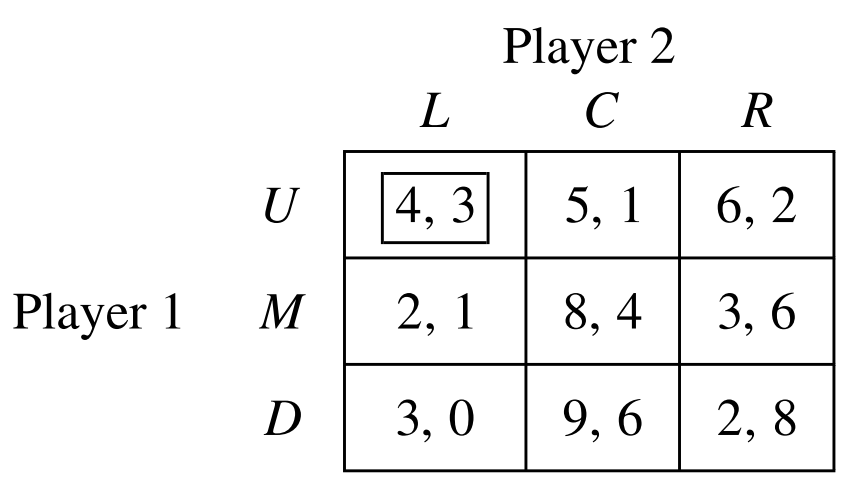 Player 2
L C R
U 4, 3 5, 1 6, 2
Player 1 M 2, 1 8, 4 3, 6
D 3, 0 9, 6 2, 8